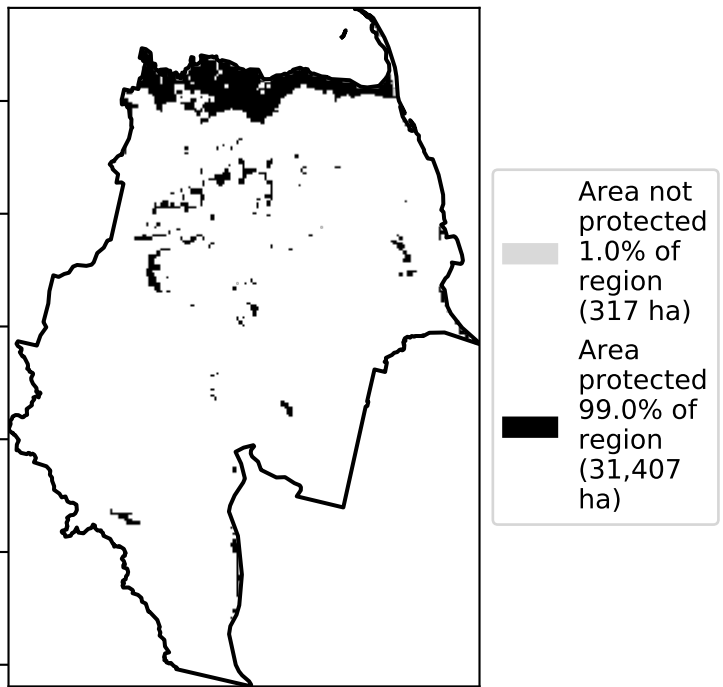 Area not
protected
1.0% of
region
(317 ha)
Area
protected
99.0% of
region
(31,407
ha)